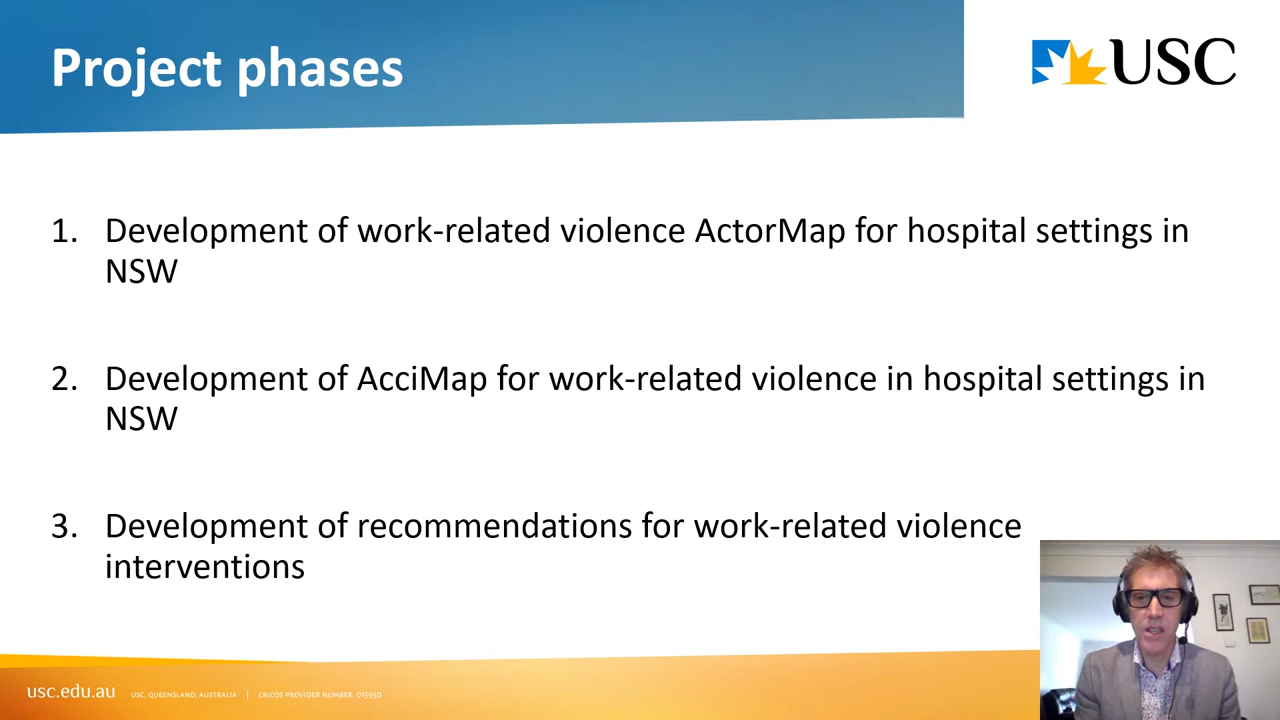 Project phases
USC
1. Development of work-related violence ActorMap for hospital settings in
NSW
2. Development of AcciMap for work-related violence in hospital settings in
NSW
3. Development of recommendations for work-related violence
interventions
usc.edu.au USC, QUEENSLAND, AUSTRALIA | CRICOS PROVIDER NUMBER: 01595D